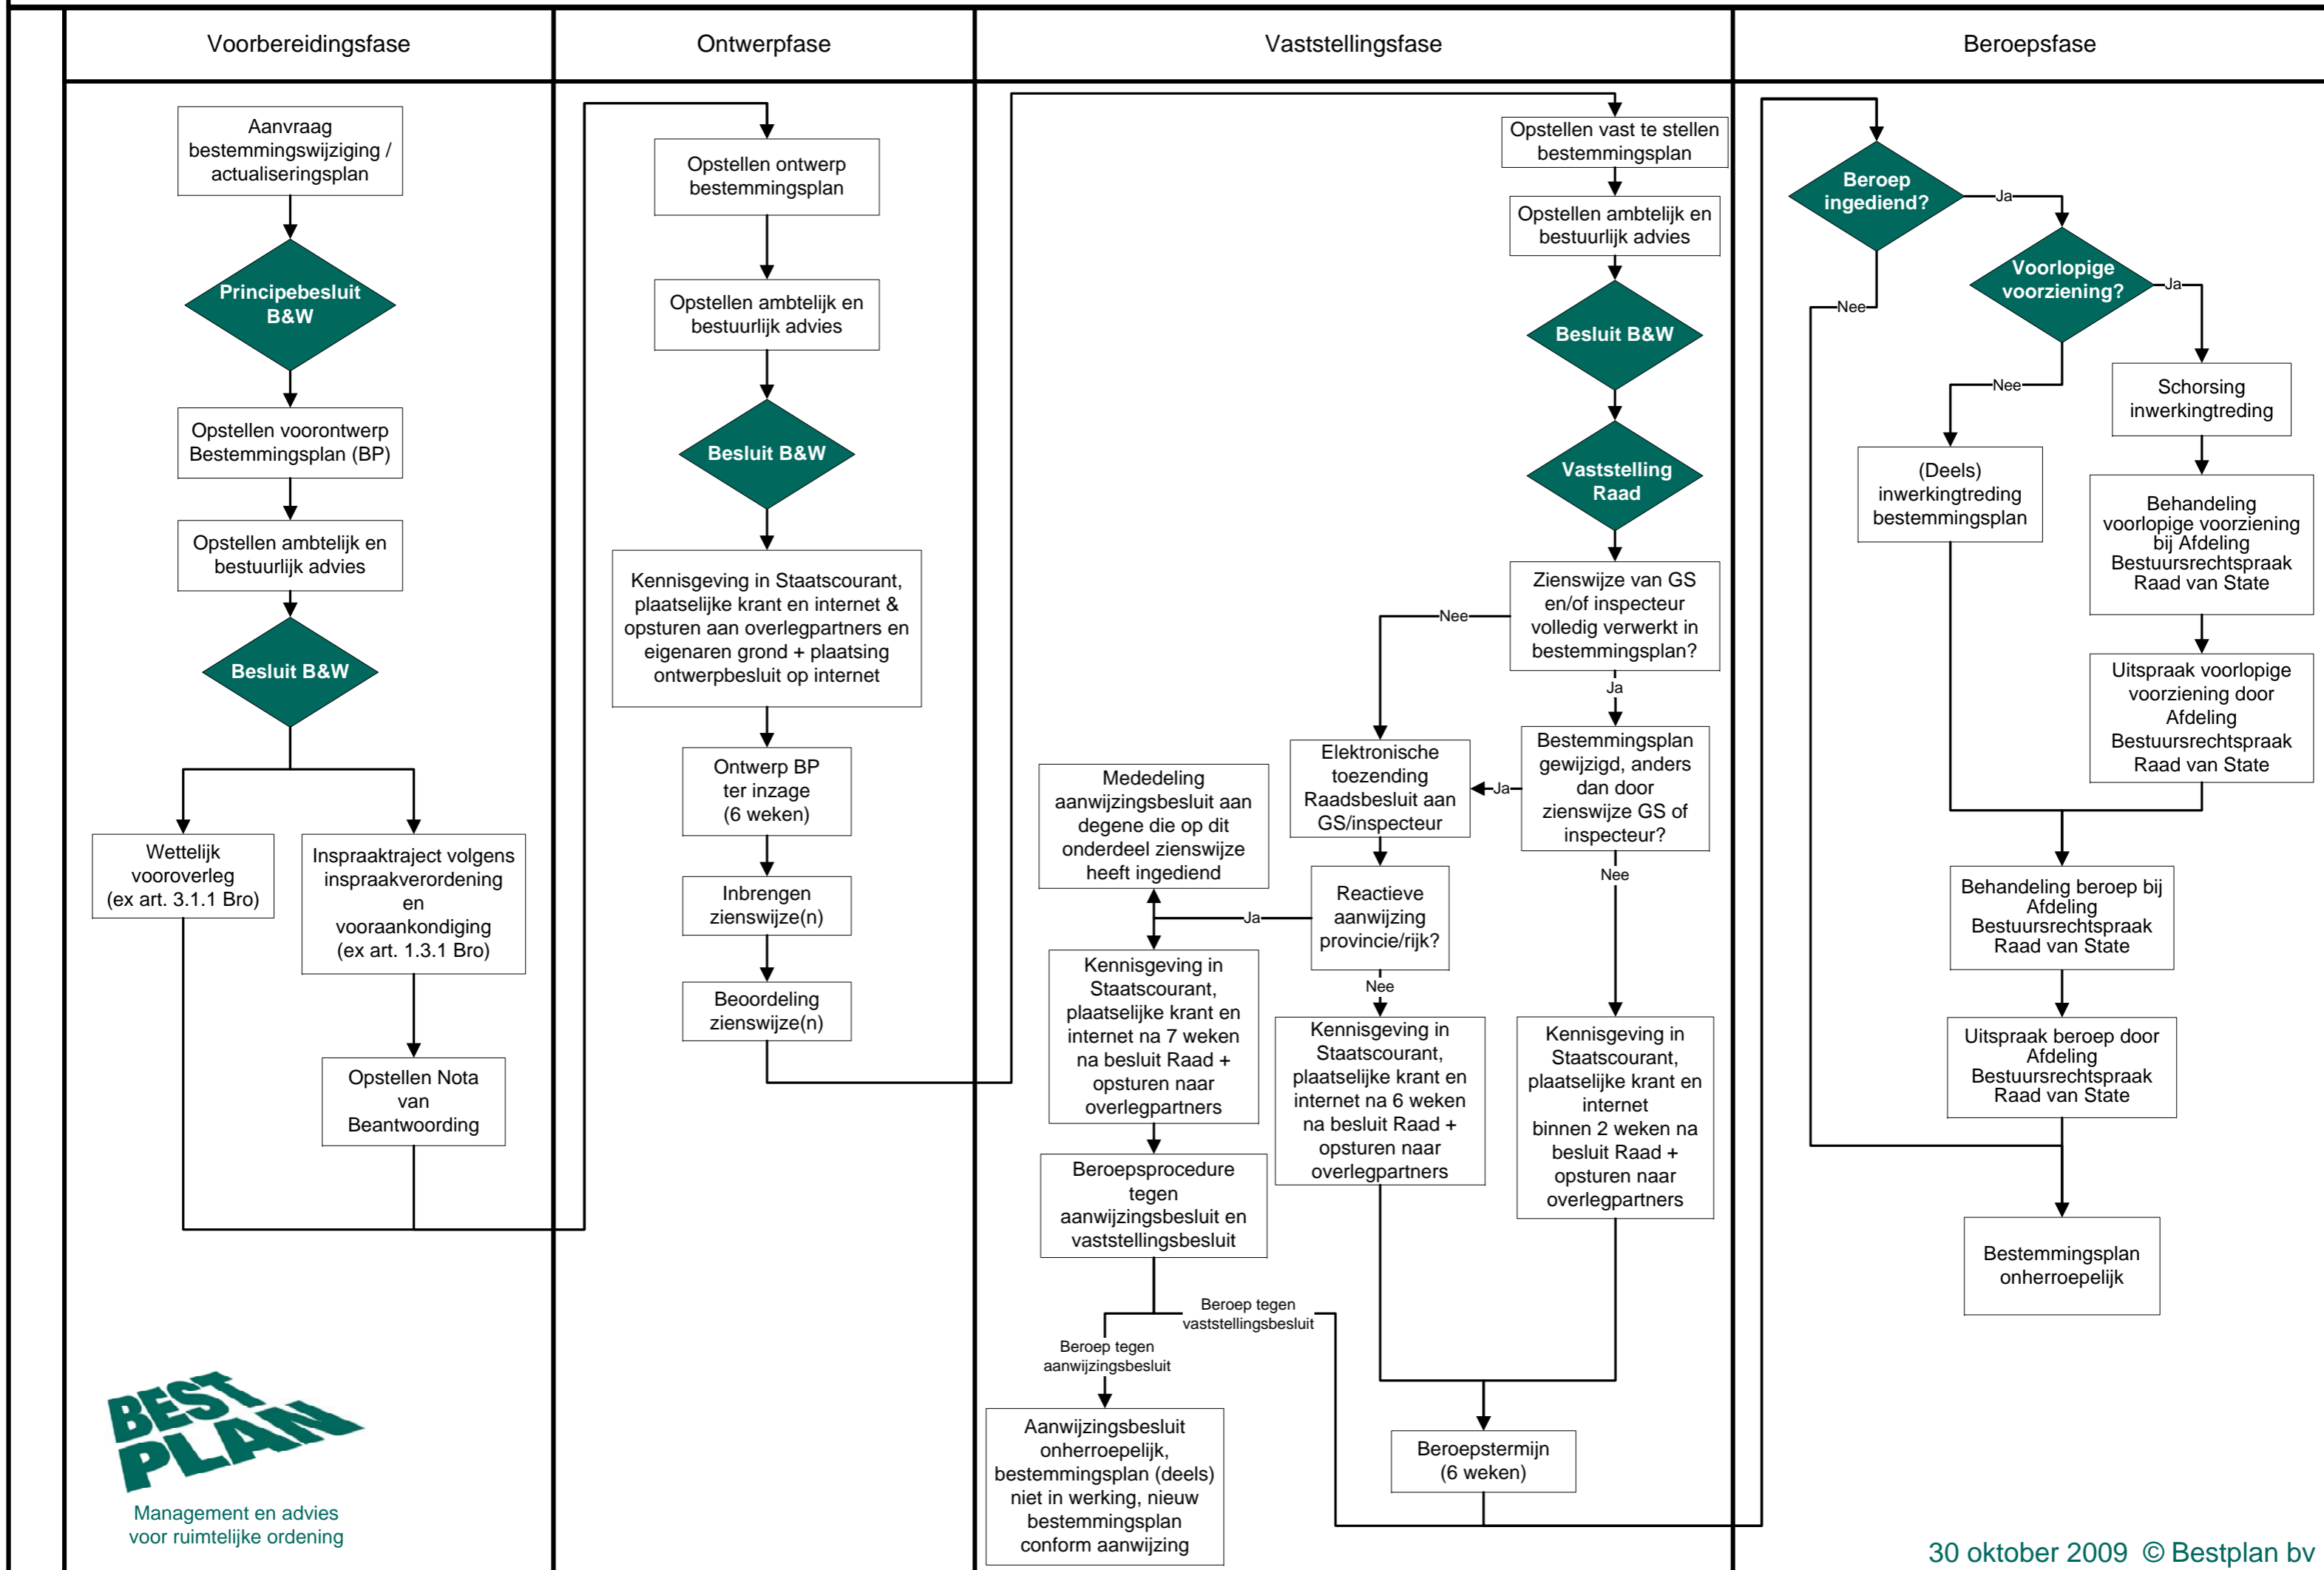 Voorbereidingsfase
Ontwerpfase
Vaststellingsfase
Beroepsfase
Aanvraag
bestemmingswijziging /
actualiseringsplan
Principebesluit
B&W
Opstellen voorontwerp
Bestemmingsplan (BP)
Opstellen ambtelijk en
bestuurlijk advies
Besluit B&W
Wettelijk
vooroverleg
(ex art. 3.1.1 Bro)
Inspraaktraject volgens
inspraakverordening
en
vooraankondiging
(ex art. 1.3.1 Bro)
Opstellen Nota
van
Beantwoording
BEST
PLAN
Management en advies
voor ruimtelijke ordening
Opstellen ontwerp
bestemmingsplan
Opstellen ambtelijk en
bestuurlijk advies
Besluit B&W
Kennisgeving in Staatscourant,
plaatselijke krant en internet &
opsturen aan overlegpartners en
eigenaren grond + plaatsing
ontwerpbesluit op internet
Ontwerp BP
ter inzage
(6 weken)
Inbrengen
zienswijze(n)
Beoordeling
zienswijze(n)
Opstellen vast te stellen
bestemmingsplan
Opstellen ambtelijk en
bestuurlijk advies
Besluit B&W
Vaststelling
Raad
Zienswijze van GS
en/of inspecteur
volledig verwerkt in
bestemmingsplan?
Nee
Ja
Bestemmingsplan
gewijzigd, anders
dan door
zienswijze GS of
inspecteur?
Ja
Nee
Elektronische
toezending
Raadsbesluit aan
GS/inspecteur
Reactieve
aanwijzing
provincie/rijk?
Ja
Nee
Mededeling
aanwijzingsbesluit aan
degene die op dit
onderdeel zienswijze
heeft ingediend
Kennisgeving in
Staatscourant,
plaatselijke krant en
internet na 7 weken
na besluit Raad +
opsturen naar
overlegpartners
Kennisgeving in
Staatscourant,
plaatselijke krant en
internet na 6 weken
na besluit Raad +
opsturen naar
overlegpartners
Kennisgeving in
Staatscourant,
plaatselijke krant en
internet
binnen 2 weken na
besluit Raad +
opsturen naar
overlegpartners
Beroepsprocedure
tegen
aanwijzingsbesluit en
vaststellingsbesluit
Beroep tegen
vaststellingsbesluit
Beroep tegen
aanwijzingsbesluit
Aanwijzingsbesluit
onherroepelijk,
bestemmingsplan (deels)
niet in werking, nieuw
bestemmingsplan
conform aanwijzing
Beroepstermijn
(6 weken)
Beroep
ingediend?
Ja
Nee
Voorlopige
voorziening?
Ja
Nee
Schorsing
inwerkingtreding
(Deels)
inwerkingtreding
bestemmingsplan
Behandeling
voorlopige voorziening
bij Afdeling
Bestuursrechtspraak
Raad van State
Uitspraak voorlopige
voorziening door
Afdeling
Bestuursrechtspraak
Raad van State
Behandeling beroep bij
Afdeling
Bestuursrechtspraak
Raad van State
Uitspraak beroep door
Afdeling
Bestuursrechtspraak
Raad van State
Bestemmingsplan
onherroepelijk
30 oktober 2009 © Bestplan bv